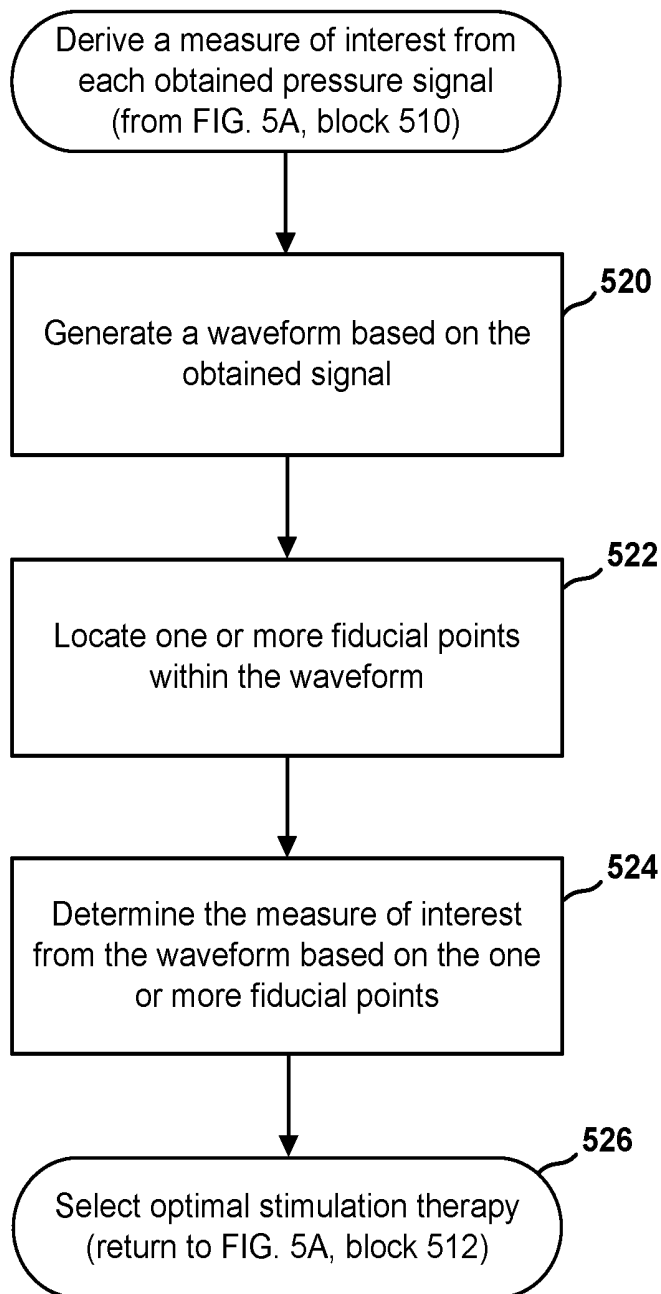 Derive a measure of interest from
each obtained pressure signal
(from FIG. 5A, block 510)
520
Generate a waveform based on the
obtained signal
522
Locate one or more fiducial points
within the waveform
524
Determine the measure of interest
from the waveform based on the one
or more fiducial points
526
Select optimal stimulation therapy
(return to FIG. 5A, block 512)